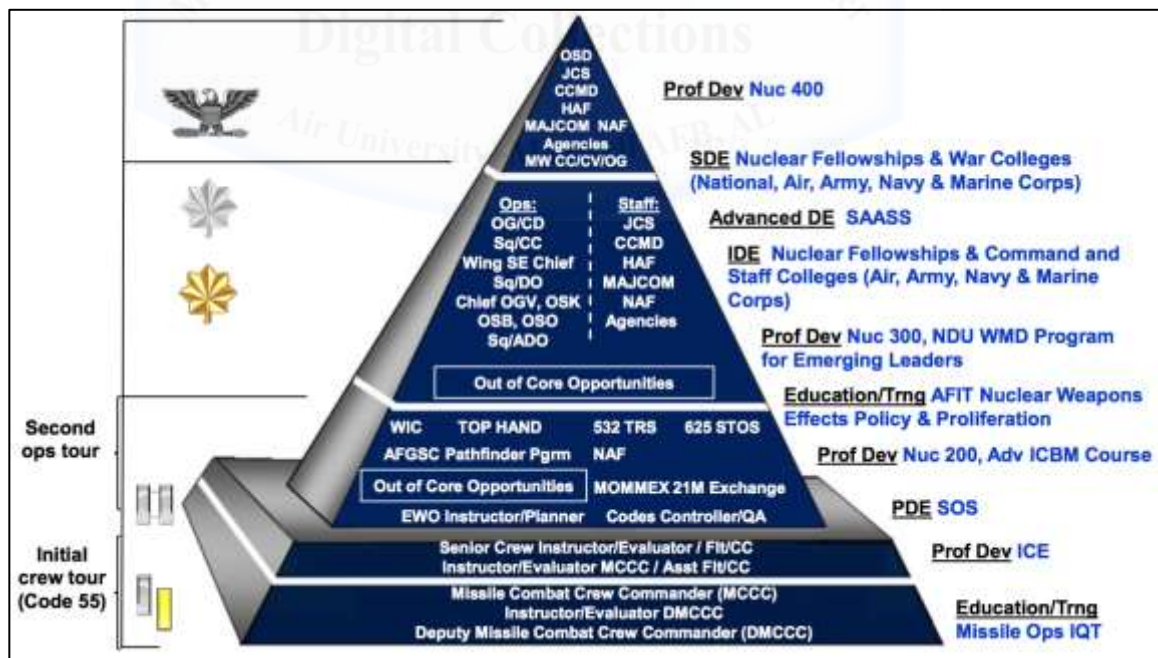 Digital Collections
Air University
AFB, AL
OSD
JCS
CCMD
HAF
MAJCOM NAF
Agencies
MW CC/CV/OG
Ops:
OG/CD
Sq/CC
Wing SE Chief
Sq/DO
Chief OGV, OSK
OSB, OSO
Sq/ADO
Staff:
JCS
CCMD
HAF
MAJCOM
NAF
Agencies
Out of Core Opportunities
WIC TOP HAND 532 TRS 625 STOS
AFGSC Pathfinder Pgrm NAF
Out of Core Opportunities MOMMEX 21M Exchange
EWO Instructor/Planner Codes Controller/QA
Senior Crew Instructor/Evaluator / Flt/CC
Instructor/Evaluator MCCC / Asst Flt/CC
Missile Combat Crew Commander (MCCC)
Instructor/Evaluator DMCCC
Deputy Missile Combat Crew Commander (DMCCC)
Second
ops tour
Initial
crew tour
(Code 55)
Prof Dev Nuc 400
SDE Nuclear Fellowships & War Colleges
(National, Air, Army, Navy & Marine Corps)
Advanced DE SAASS
IDE Nuclear Fellowships & Command and
Staff Colleges (Air, Army, Navy & Marine
Corps)
Prof Dev Nuc 300, NDU WMD Program
for Emerging Leaders
Education/Trng AFIT Nuclear Weapons
Effects Policy & Proliferation
Prof Dev Nuc 200, Adv ICBM Course
PDE SOS
Prof Dev ICE
Education/Trng
Missile Ops IQT